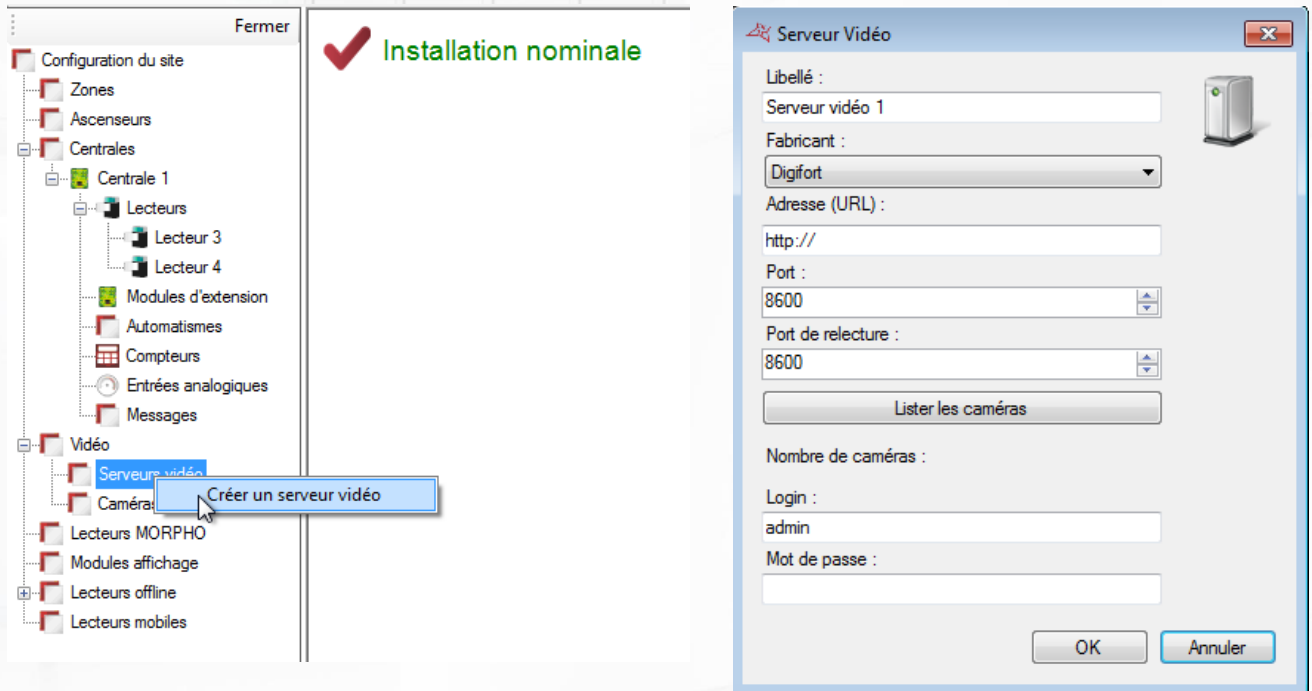 Fermer
Configuration du site
Zones
Ascenseurs
Centrales
Centrale 1
Lecteurs
Lecteur 3
Lecteur 4
Modules d'extension
Automatismes
Compteurs
Entrées analogiques
Messages
Vidéo
Serveurs vidéo
Créer un serveur vidéo
Caméras
Lecteurs MORPHO
Modules affichage
Lecteurs offline
Lecteurs mobiles
Installation nominale
Serveur Vidéo
Libellé :
Serveur vidéo 1
Fabricant :
Digifort
Adresse (URL) :
http://
Port :
8600
Port de relecture :
8600
Lister les caméras
Nombre de caméras :
Login :
admin
Mot de passe :
OK Annuler